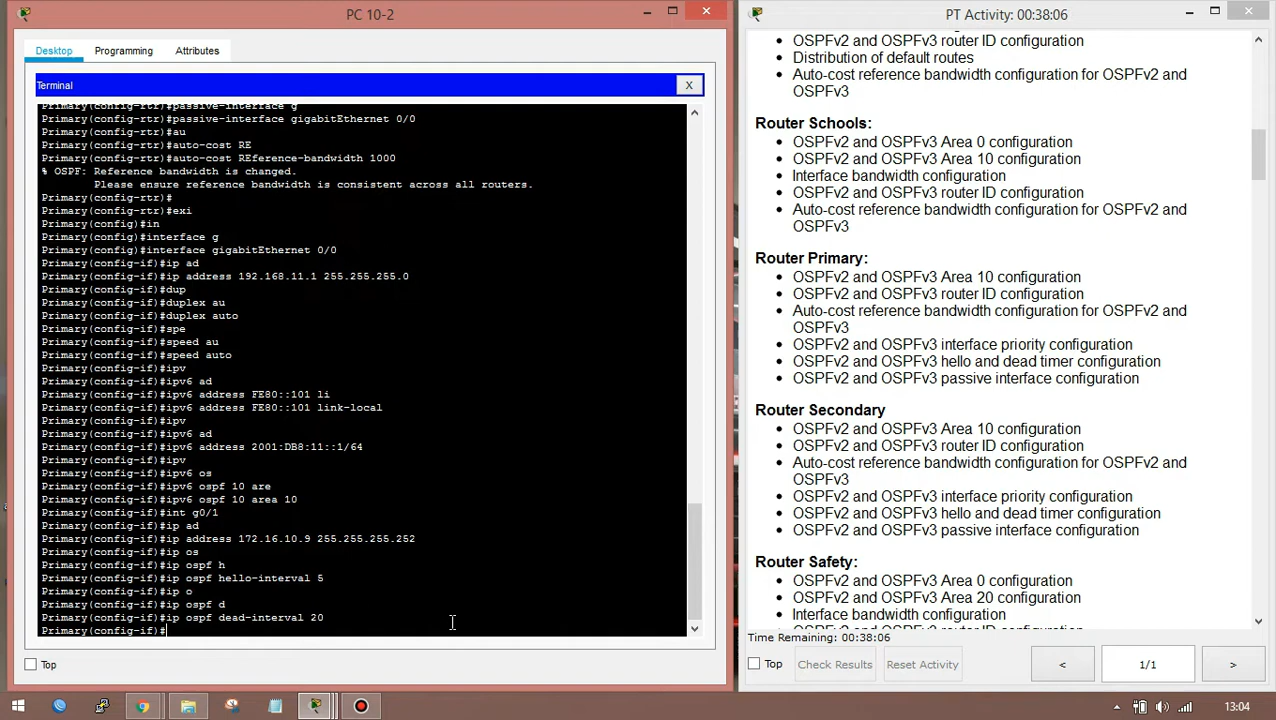 PC 10-2
Desktop
Programming
Attributes
Terminal
X
Primary(config-rtr)#passive-interface g
Primary(config-rtr)#passive-interface gigabitEthernet 0/0
Primary(config-rtr)#au
Primary(config-rtr)#auto-cost RE
Primary(config-rtr)#auto-cost REference-bandwidth 1000
% OSPF: Reference bandwidth is changed.
Please ensure reference bandwidth is consistent across all routers.
Primary(config-rtr)#
Primary(config-rtr)#exi
Primary(config)#in
Primary(config)#interface g
Primary(config)#interface gigabitEthernet 0/0
Primary(config-if)#ip ad
Primary(config-if)#ip address 192.168.11.1 255.255.255.0
Primary(config-if)#dup
Primary(config-if)#duplex au
Primary(config-if)#duplex auto
Primary(config-if)#spe
Primary(config-if)#speed au
Primary(config-if)#speed auto
Primary(config-if)#ipv
Primary(config-if)#ipv6 ad
Primary(config-if)#ipv6 address FE80::101 li
Primary(config-if)#ipv6 address FE80::101 link-local
Primary(config-if)#ipv
Primary(config-if)#ipv6 ad
Primary(config-if)#ipv6 address 2001:DB8:11::1/64
Primary(config-if)#ipv
Primary(config-if)#ipv6 os
Primary(config-if)#ipv6 ospf 10 are
Primary(config-if)#ipv6 ospf 10 area 10
Primary(config-if)#int g0/1
Primary(config-if)#ip ad
Primary(config-if)#ip address 172.16.10.9 255.255.255.252
Primary(config-if)#ip os
Primary(config-if)#ip ospf h
Primary(config-if)#ip ospf hello-interval 5
Primary(config-if)#ip o
Primary(config-if)#ip ospf d
Primary(config-if)#ip ospf dead-interval 20
Primary(config-if)#
Top
PT Activity: 00:38:06
OSPFv2 and OSPFv3 router ID configuration
Distribution of default routes
Auto-cost reference bandwidth configuration for OSPFv2 and
OSPFv3
Router Schools:
OSPFv2 and OSPFv3 Area 0 configuration
OSPFv2 and OSPFv3 Area 10 configuration
Interface bandwidth configuration
OSPFv2 and OSPFv3 router ID configuration
Auto-cost reference bandwidth configuration for OSPFv2 and
OSPFv3
Router Primary:
OSPFv2 and OSPFv3 Area 10 configuration
OSPFv2 and OSPFv3 router ID configuration
Auto-cost reference bandwidth configuration for OSPFv2 and
OSPFv3
OSPFv2 and OSPFv3 interface priority configuration
OSPFv2 and OSPFv3 hello and dead timer configuration
OSPFv2 and OSPFv3 passive interface configuration
Router Secondary
OSPFv2 and OSPFv3 Area 10 configuration
OSPFv2 and OSPFv3 router ID configuration
Auto-cost reference bandwidth configuration for OSPFv2 and
OSPFv3
OSPFv2 and OSPFv3 interface priority configuration
OSPFv2 and OSPFv3 hello and dead timer configuration
OSPFv2 and OSPFv3 passive interface configuration
Router Safety:
OSPFv2 and OSPFv3 Area 0 configuration
OSPFv2 and OSPFv3 Area 20 configuration
Interface bandwidth configuration
OSPFv2 and OSPFv3 router ID configuration
Time Remaining: 00:38:06
Top
Check Results
Reset Activity
<
1/1
>
13:04